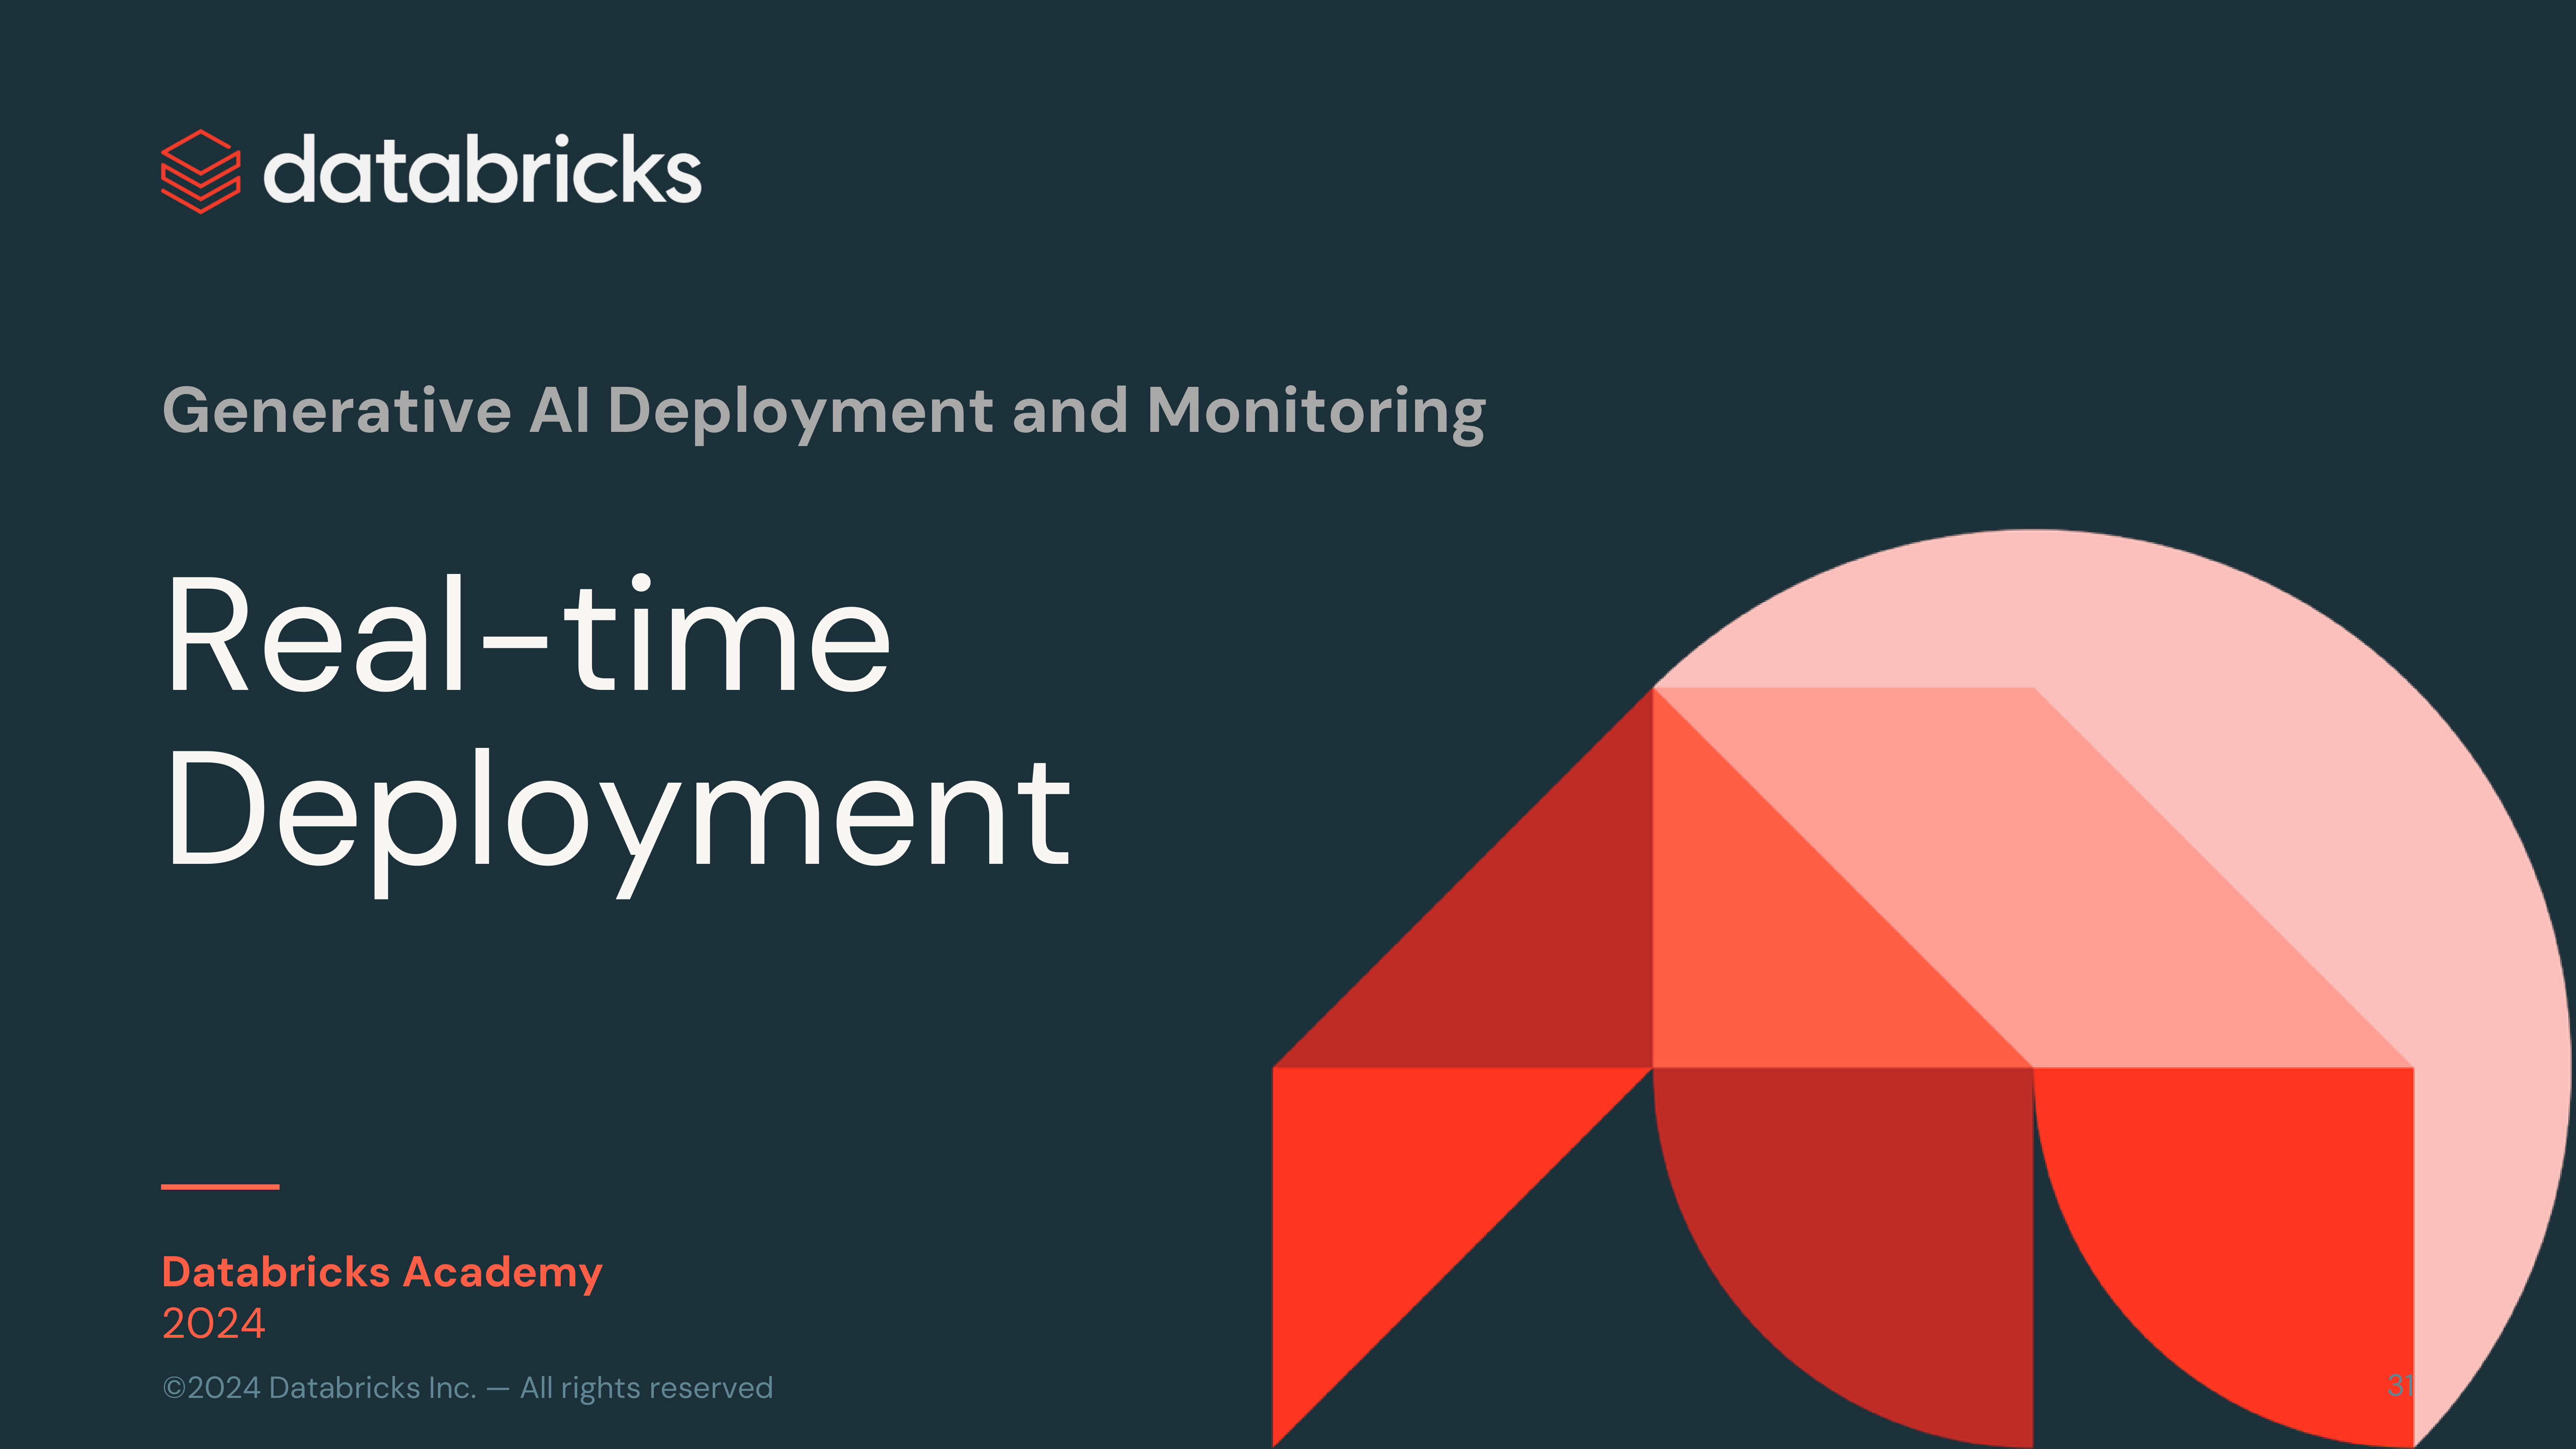 databricks
Generative AI Deployment and Monitoring
Real-time
Deployment
Databricks Academy
2024
©2024 Databricks Inc. — All rights reserved
31